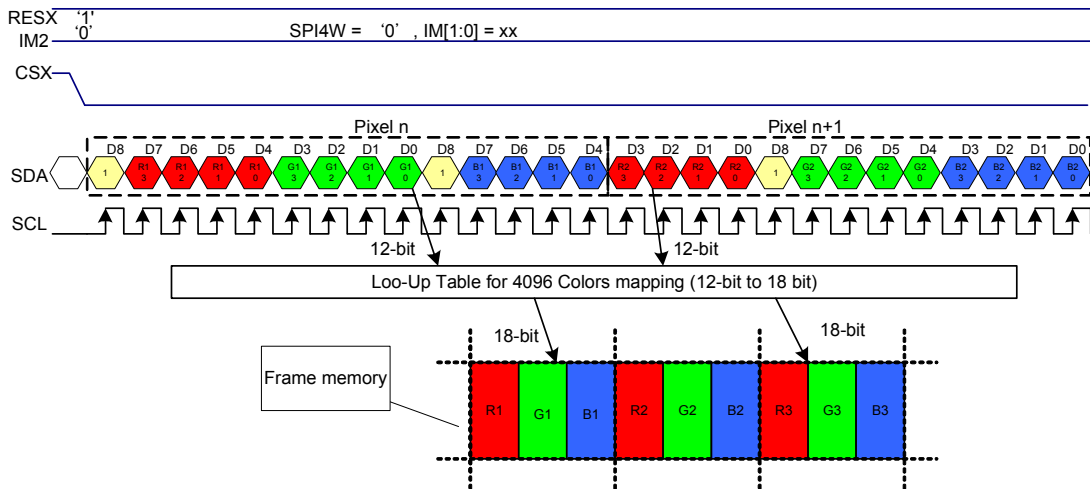 RESX ‘1'
IM2 ‘0’ SPI4W = ‘0’ , IM[1:0] = xx
CSX
Pixel n Pixel n+1
D8 D7 D6 D5 D4 D3 D2 D1 D0 D8 D7 D6 D5 D4 D3 D2 D1 D0 D8 D7 D6 D5 D4 D3 D2 D1 D0
SDA 1 R1 3 R1 2 R1 1 R1 0 G1 3 G1 2 G1 1 G1 0 1 B1 3 B1 2 B1 1 B1 0 R2 3 R2 2 R2 1 R2 0 1 G2 3 G2 2 G2 1 G2 0 B2 3 B2 2 B2 1 B2 0
SCL
12-bit 12-bit
Loo-Up Table for 4096 Colors mapping (12-bit to 18 bit)
18-bit 18-bit
Frame memory
R1 G1 B1 R2 G2 B2 R3 G3 B3